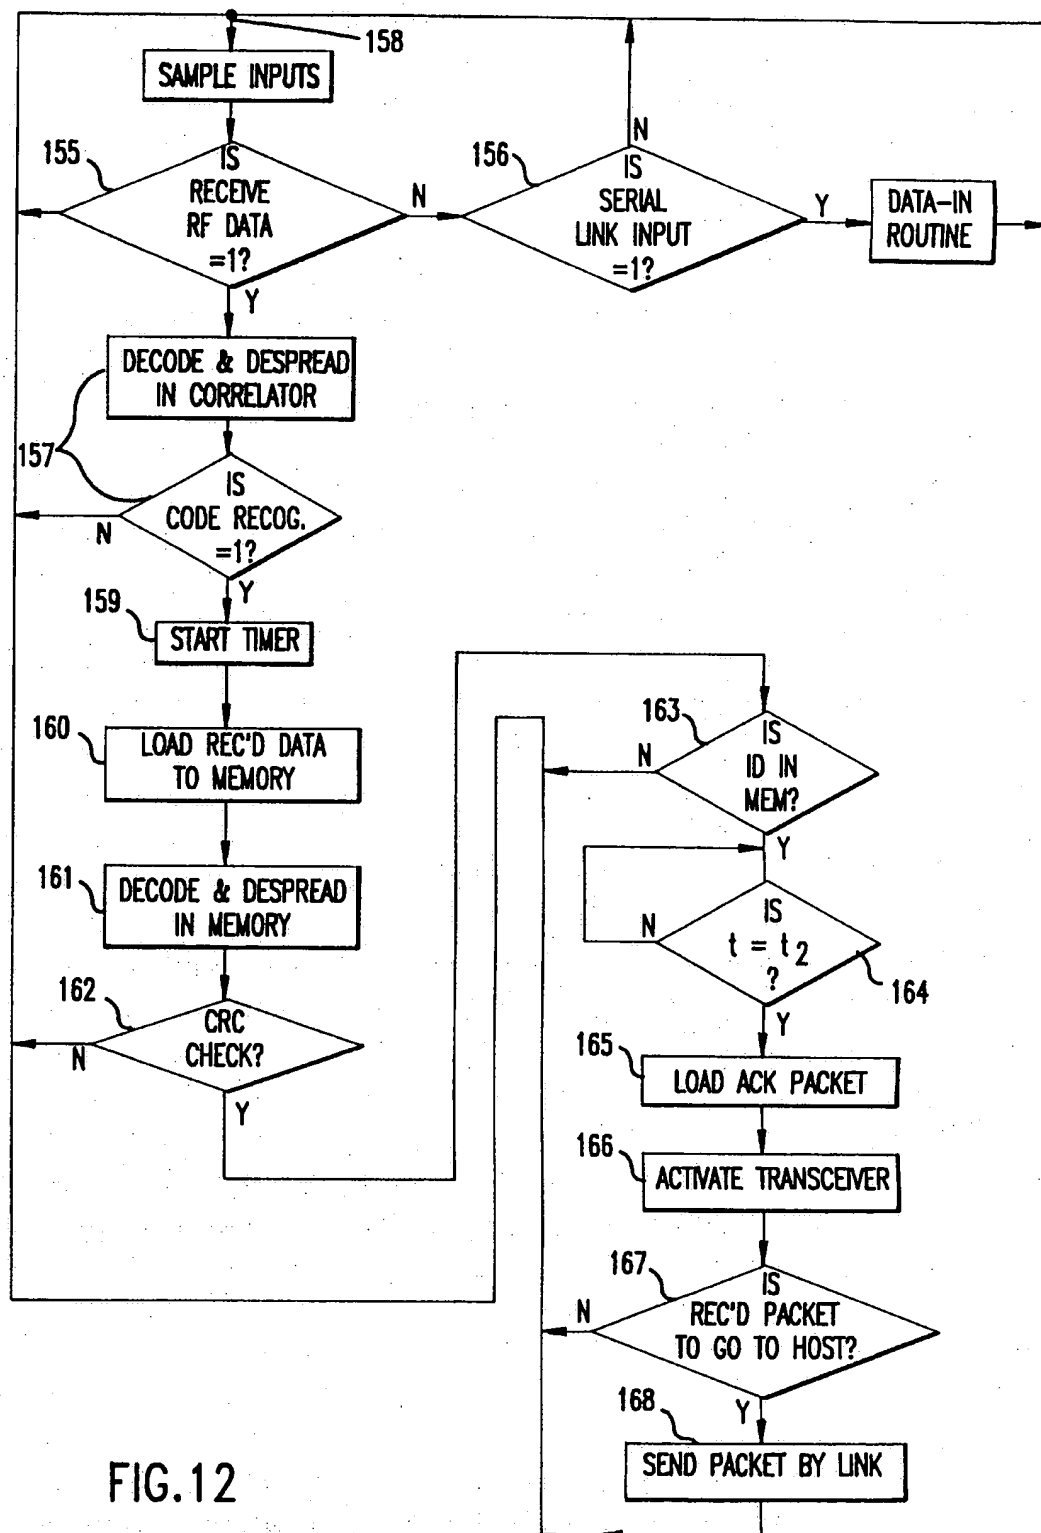 158
SAMPLE INPUTS
155
IS
RECEIVE
RF DATA
=1?
N
Y
156
N
IS
SERIAL
LINK INPUT
=1?
Y
DATA-IN
ROUTINE
DECODE & DESPREAD
IN CORRELATOR
157
IS
CODE RECOG.
=1?
N
Y
159
START TIMER
160
LOAD REC'D DATA
TO MEMORY
161
DECODE & DESPREAD
IN MEMORY
162
CRC
CHECK?
N
Y
163
IS
ID IN
MEM?
N
Y
IS
t = t2
?
N
164
Y
165
LOAD ACK PACKET
166
ACTIVATE TRANSCEIVER
167
IS
REC'D PACKET
TO GO TO HOST?
N
Y
168
SEND PACKET BY LINK
FIG.12